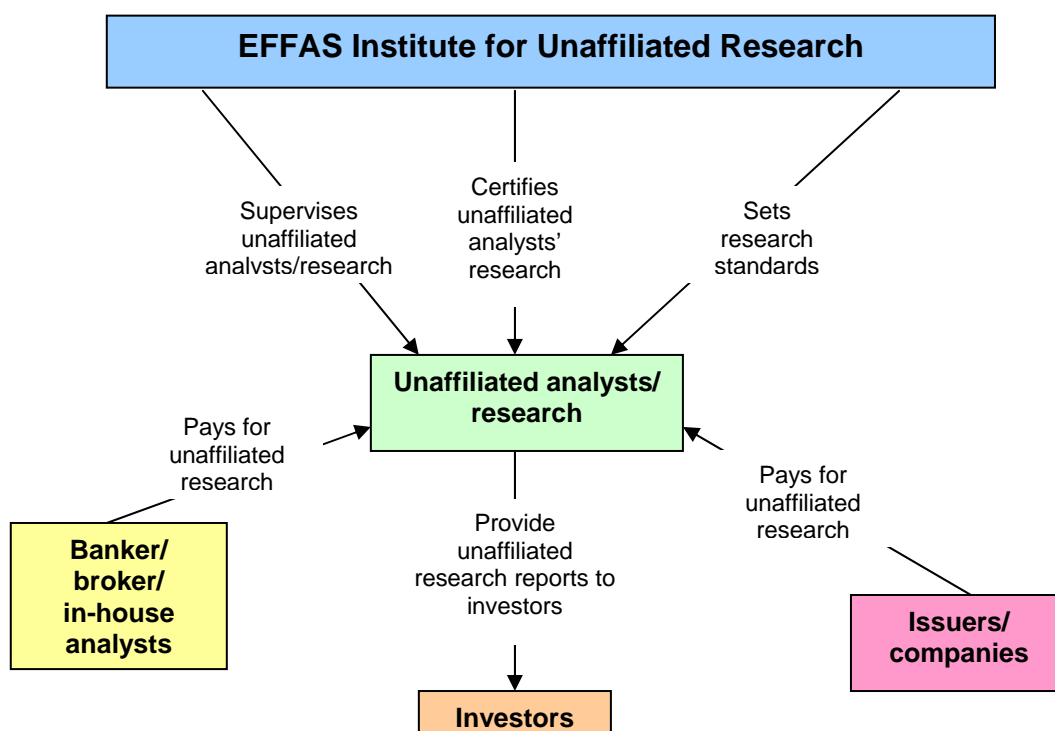 EFFAS Institute for Unaffiliated Research
Supervises
unaffiliated
analysts/research
Certifies
unaffiliated
analysts’
research
Sets
research
standards
Unaffiliated analysts/
research
Pays for
unaffiliated
research
Provide
unaffiliated
research reports to
investors
Pays for
unaffiliated
research
Banker/
broker/
in-house
analysts
Issuers/
companies
Investors